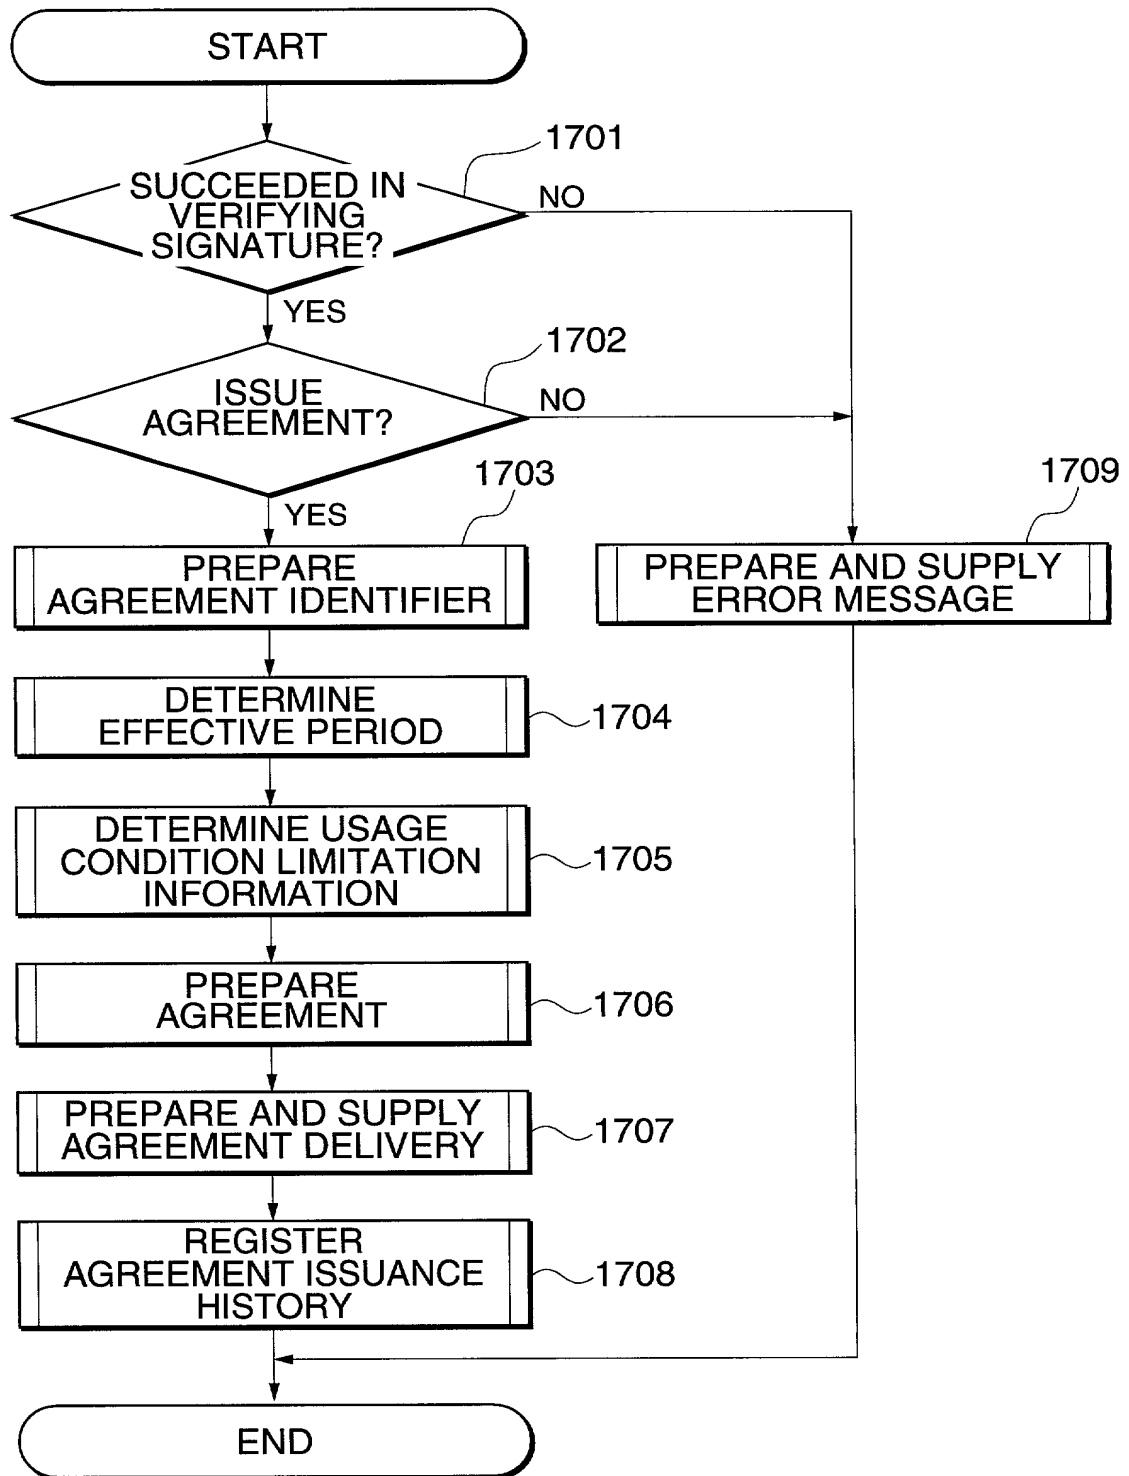 START
1701
SUCCEEDED IN
VERIFYING
SIGNATURE?
NO
YES
1702
ISSUE
AGREEMENT?
NO
YES
1703
PREPARE
AGREEMENT IDENTIFIER
1709
PREPARE AND SUPPLY
ERROR MESSAGE
DETERMINE
EFFECTIVE PERIOD
1704
DETERMINE USAGE
CONDITION LIMITATION
INFORMATION
1705
PREPARE
AGREEMENT
1706
PREPARE AND SUPPLY
AGREEMENT DELIVERY
1707
REGISTER
AGREEMENT ISSUANCE
HISTORY
1708
END